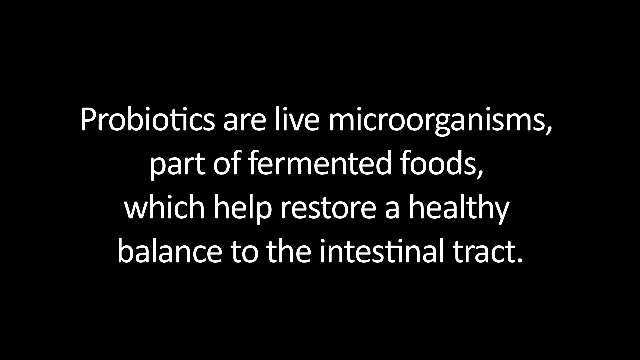 Probiotics are live microorganisms,
part of fermented foods,
which help restore a healthy
balance to the intestinal tract.